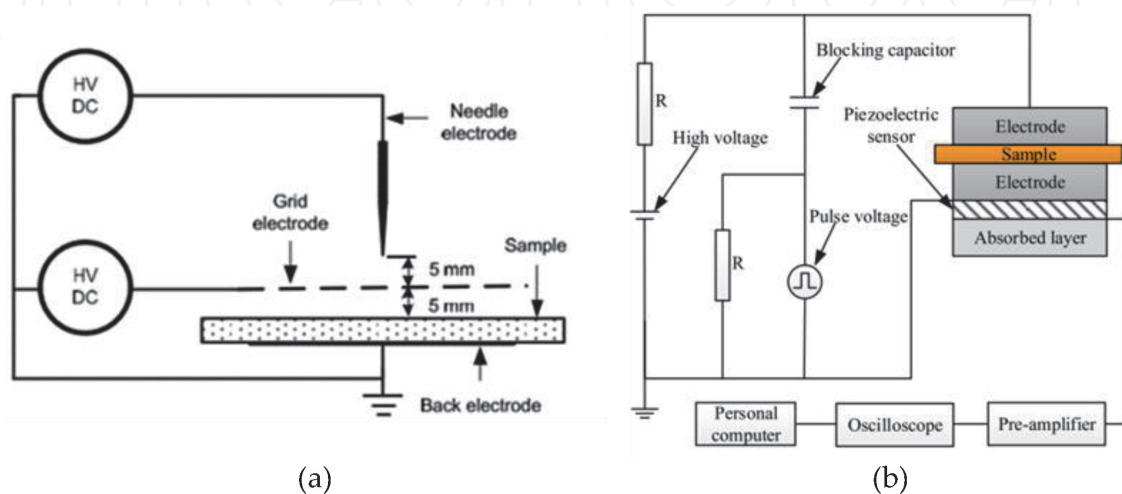 HV
DC
Needle
electrode
Grid
electrode
Sample
5 mm
HV
DC
5 mm
Back electrode
(a)
Blocking capacitor
R
Piezoelectric
sensor
High voltage
Electrode
Sample
Electrode
Pulse voltage
Absorbed layer
R
Personal
computer
Oscilloscope
Pre-amplifier
(b)